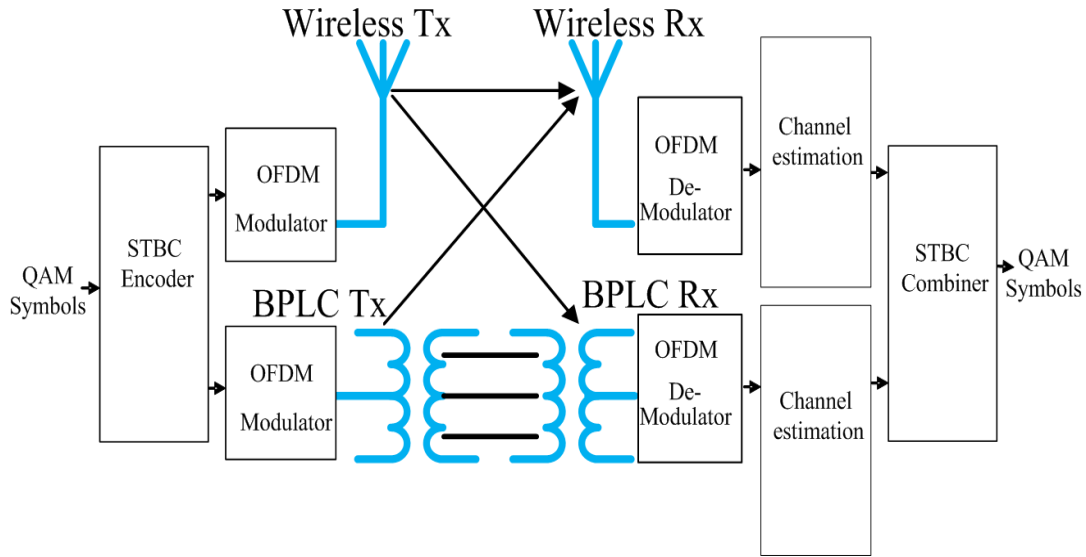 Wireless Tx
Wireless Rx
QAM
Symbols
STBC
Encoder
OFDM
Modulator
OFDM
De-
Modulator
Channel
estimation
BPLC Tx
BPLC Rx
OFDM
Modulator
OFDM
De-
Modulator
Channel
estimation
STBC
Combiner
QAM
Symbols